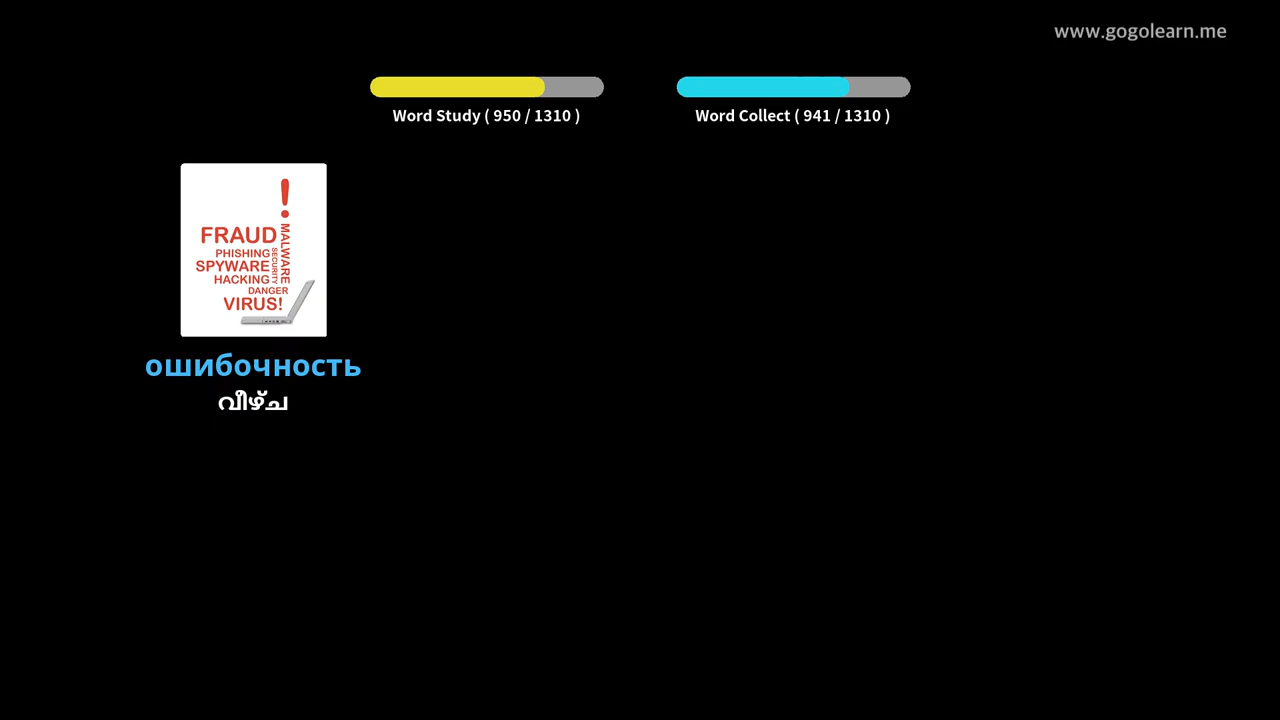 www.gogolearn.me
Word Study ( 950 / 1310 )
Word Collect ( 941 / 1310 )
!
FRAUD
MALWARE
PHISHING
SECURITY
SPYWARE
HACKING
DANGER
VIRUS!
ошибочность
വീഴ്ച